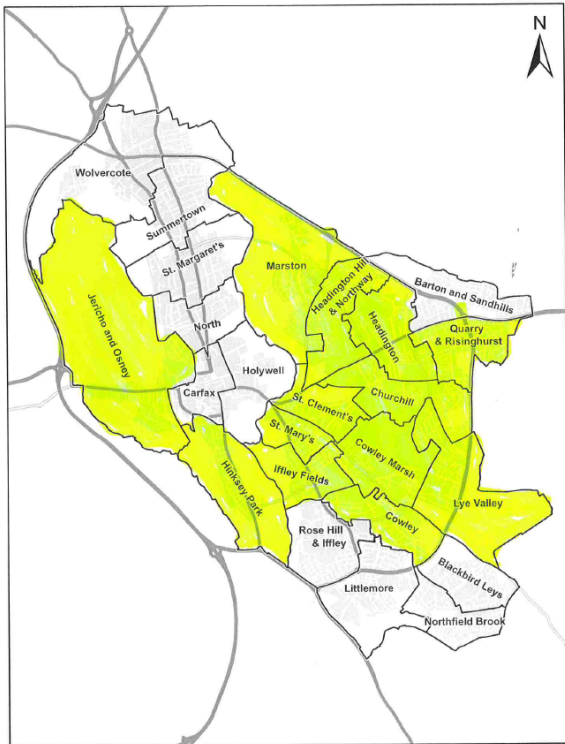 N
Wolvercote
Summertown
St. Margaret's
Marston
Headington Hill
& Northway
Barton and Sandhills
Jericho and Osney
North
Headington
Quarry
& Risinghurst
Holywell
Carfax
St. Clement's
Churchill
St. Mary's
Cowley Marsh
Iffley Fields
Hinksey Park
Lye Valley
Cowley
Rose Hill
& Iffley
Blackbird Leys
Littlemore
Northfield Brook